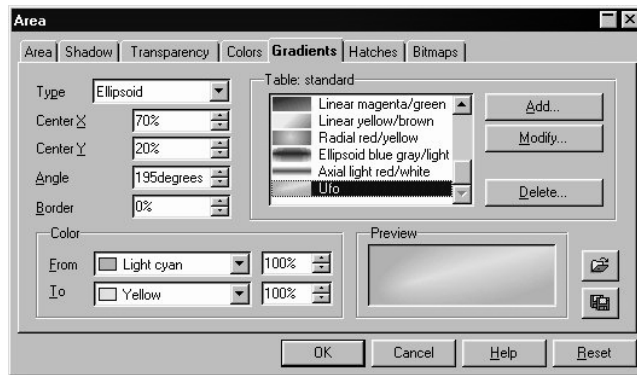 Area
Area Shadow Transparency Colors Gradients Hatches Bitmaps
Type Ellipsoid
Center X 70%
Center Y 20%
Angle 195degrees
Border 0%
Table: standard
Linear magenta/green
Linear yellow/brown
Radial red/yellow
Ellipsoid blue gray/light
Axial light red/white
Ufo
Add...
Modify...
Delete...
Color
From Light cyan 100%
To Yellow 100%
Preview
OK Cancel Help Reset